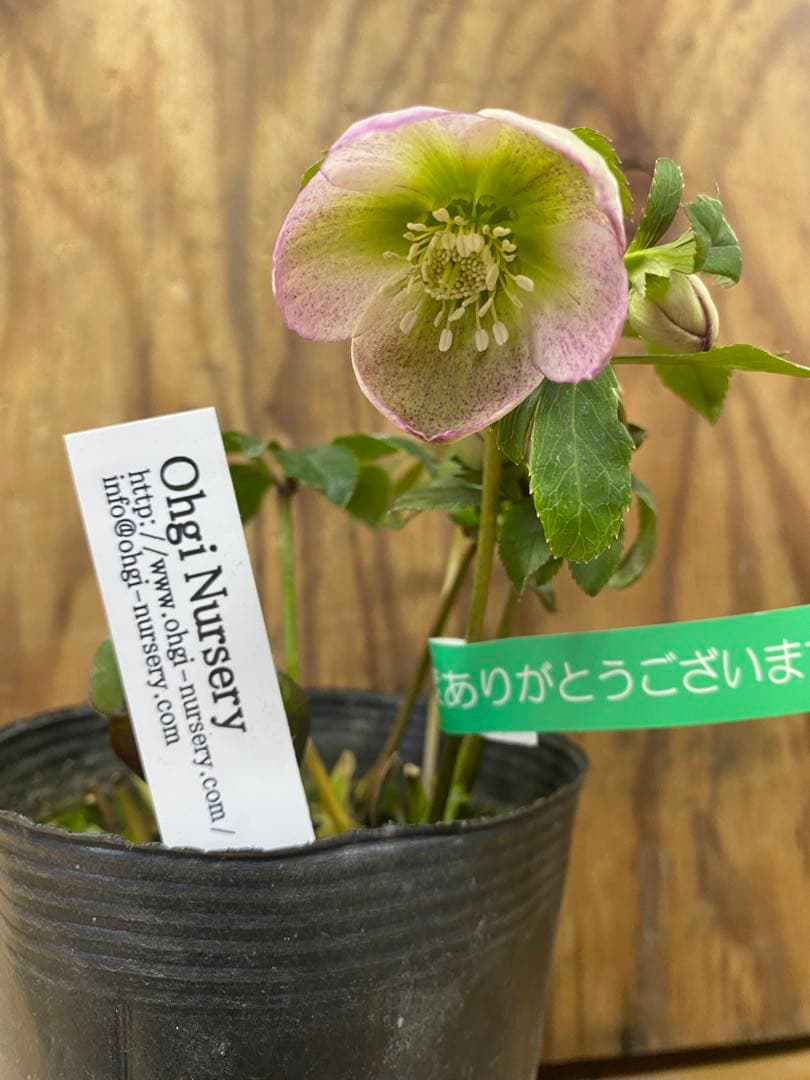 Ohgi Nursery
http://www.ohgi-nursery.com/
info@ohgi-nursery.com
ありがとうございま